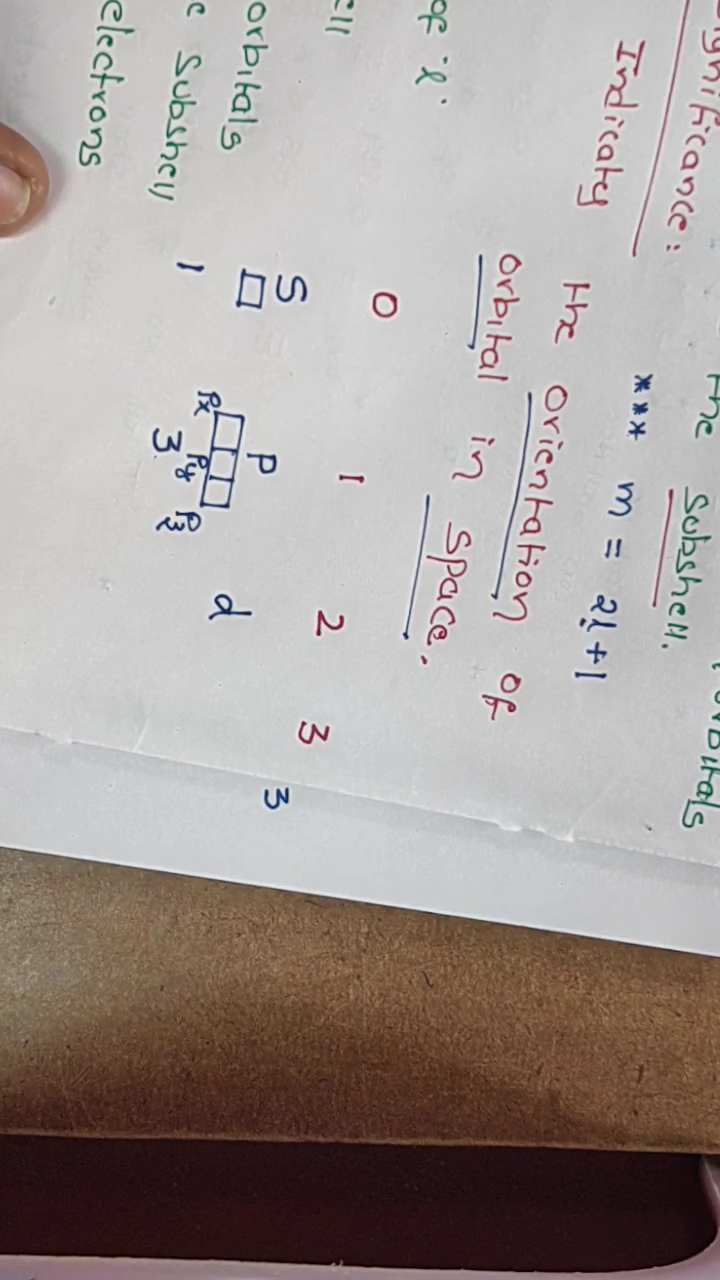 orbitals
the Subshell.
Significance: *** m = 2l+1
Indicaty the orientation of
orbital in Space.
of 'l' 0 1 2 3
S P d 3
orbitals
Subshell 1 Px Py Pz
3
electrons